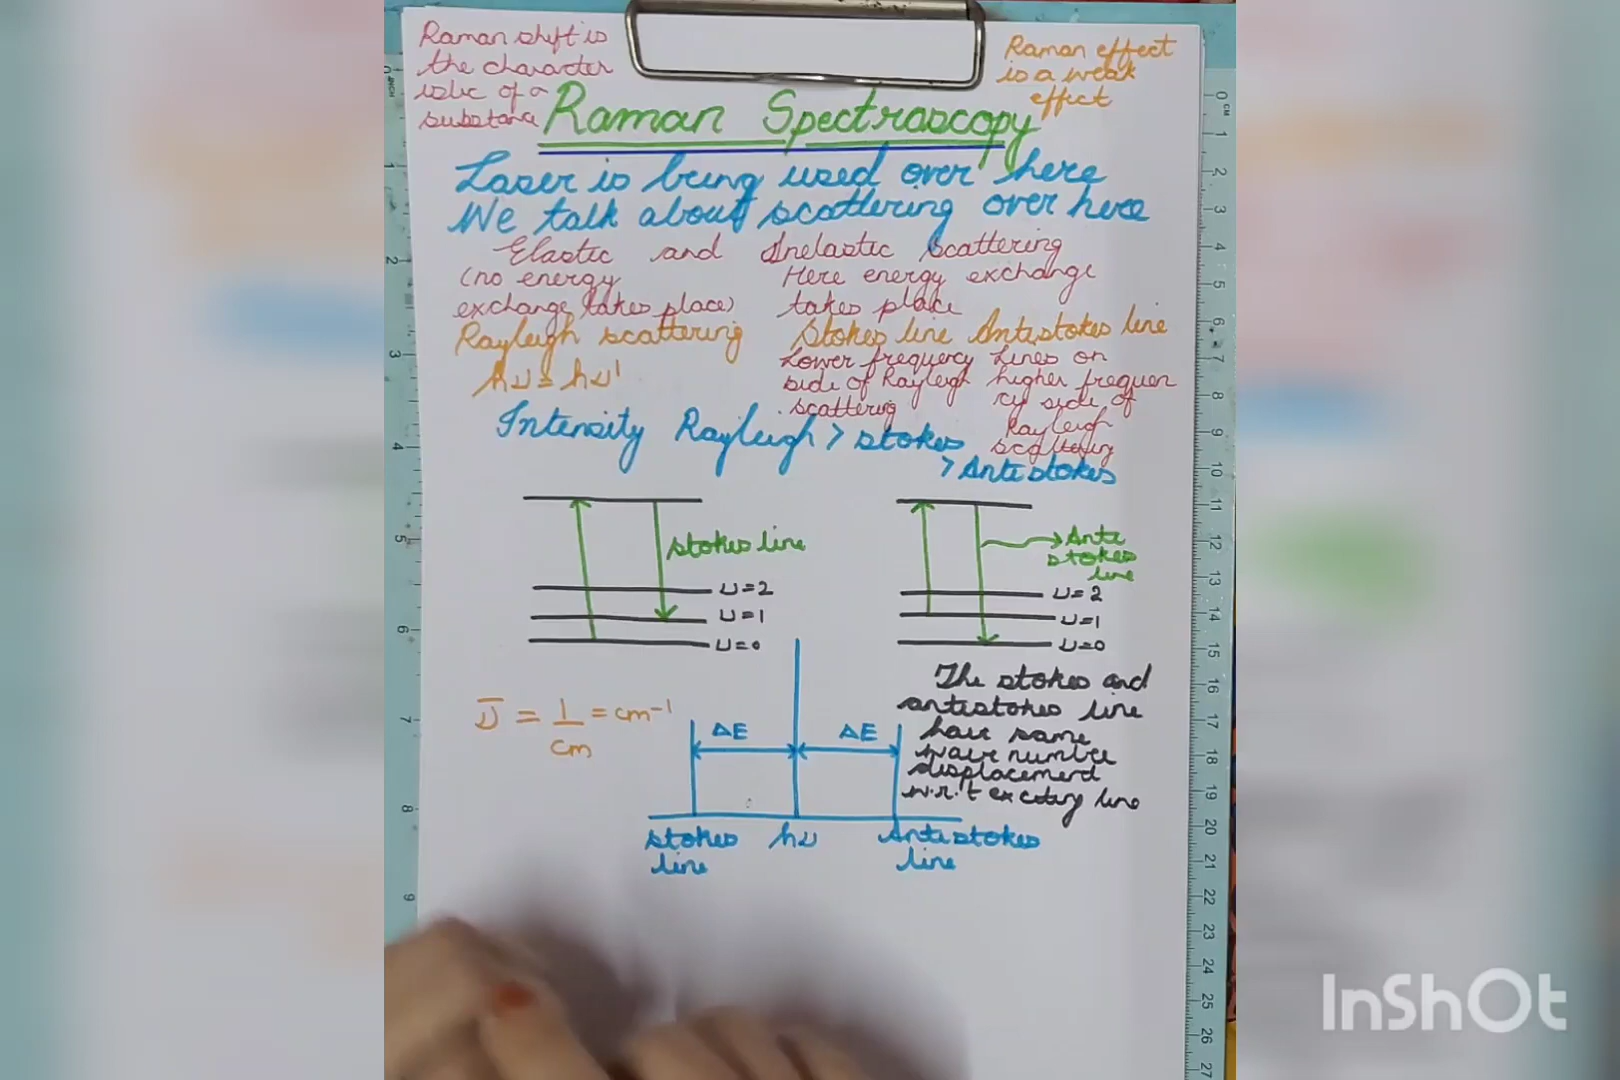 Raman shift is
the character
istic of a
substance
Raman effect
is a weak
effect
Raman Spectroscopy
Laser is being used over here
We talk about scattering over here
Elastic and Inelastic scattering
(no energy
exchange takes place)
Here energy exchange
takes place
Rayleigh scattering
hν = hν'
Stokes line Antistokes line
Lower frequency
side of Rayleigh
scattering
Lines on
higher frequen
cy side of
Rayleigh
scattering
Intensity Rayleigh > stokes
> Antistokes
stokes line
ν=2
ν=1
ν=0
Anti
stokes
line
ν=2
ν=1
ν=0
ν̄ = 1/cm = cm⁻¹
ΔE ΔE
stokes
line
hν
Antistokes
line
The stokes and
antistokes line
have same
wave number
displacement
w.r.t exciting line
InShOt